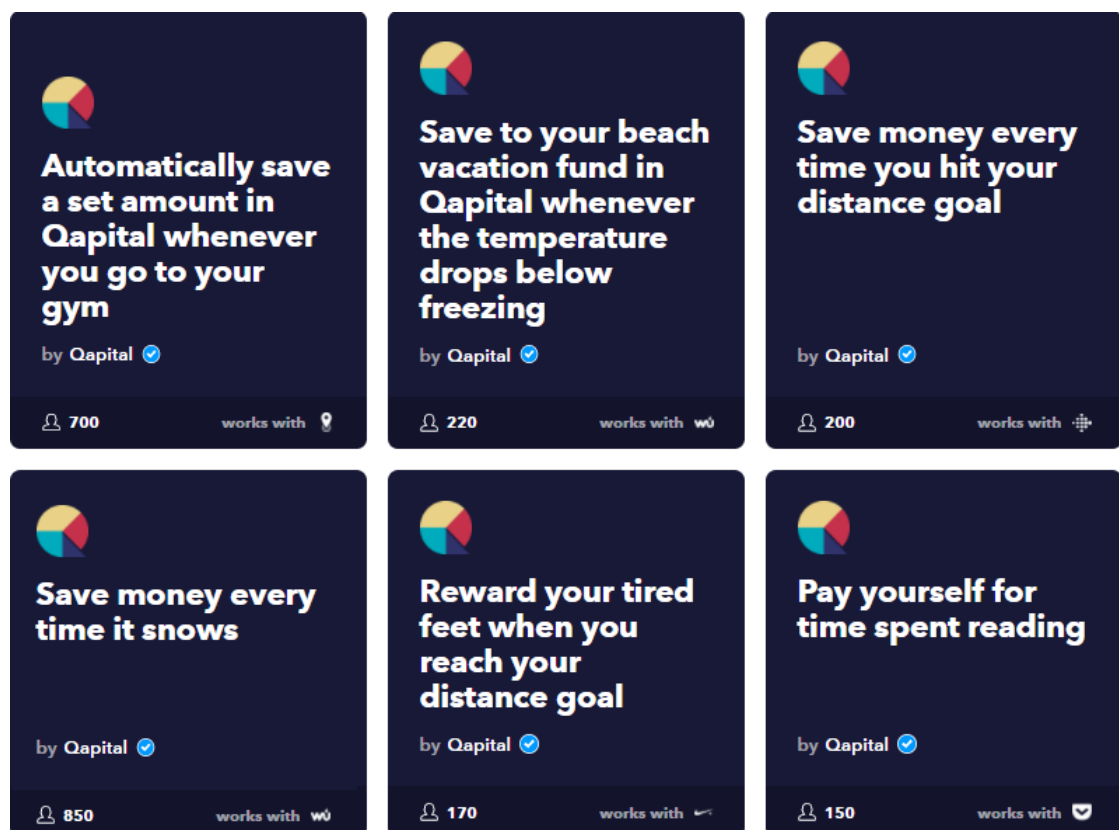 Automatically save
a set amount in
Qapital whenever
you go to your
gym
by Qapital
700 works with
Save to your beach
vacation fund in
Qapital whenever
the temperature
drops below
freezing
by Qapital
220 works with wu
Save money every
time you hit your
distance goal
by Qapital
200 works with
Save money every
time it snows
by Qapital
850 works with wu
Reward your tired
feet when you
reach your
distance goal
by Qapital
170 works with
Pay yourself for
time spent reading
by Qapital
150 works with